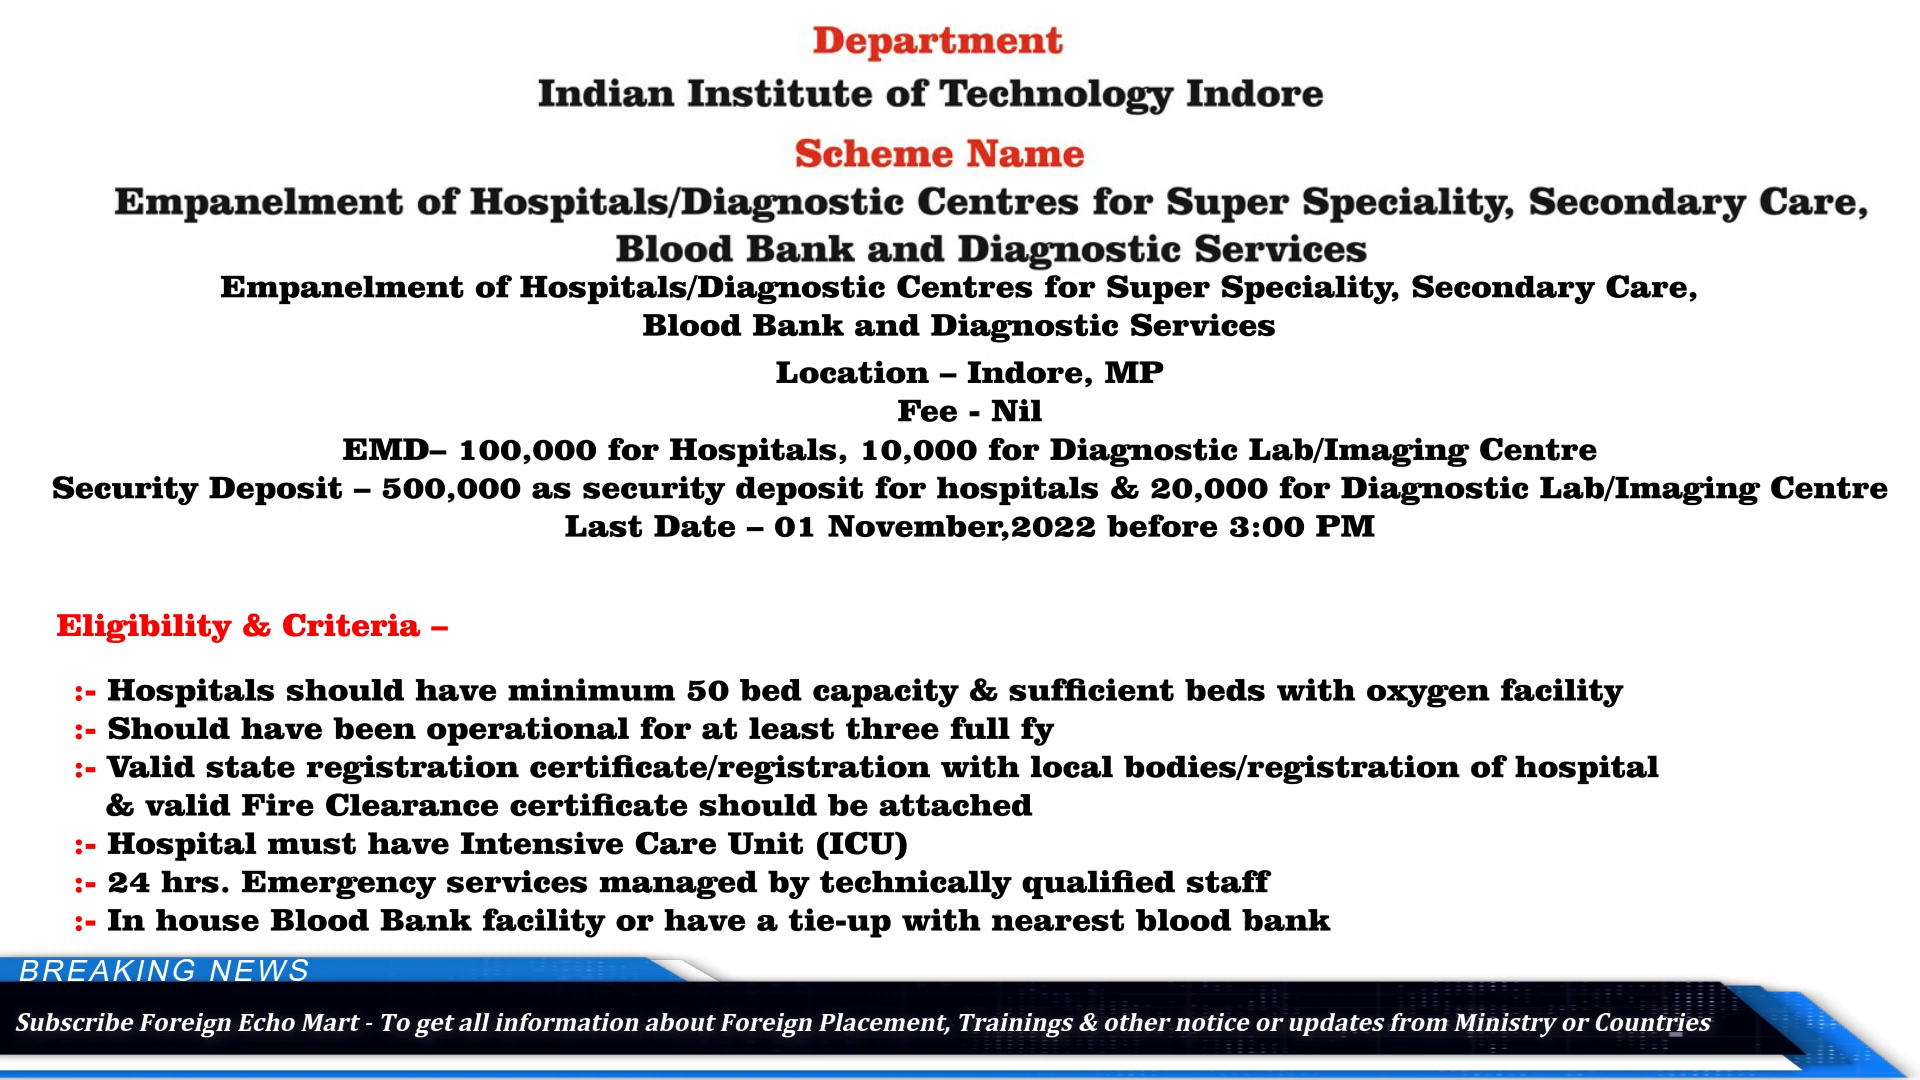 Department
Indian Institute of Technology Indore
Scheme Name
Empanelment of Hospitals/Diagnostic Centres for Super Speciality, Secondary Care,
Blood Bank and Diagnostic Services
Empanelment of Hospitals/Diagnostic Centres for Super Speciality, Secondary Care,
Blood Bank and Diagnostic Services
Location – Indore, MP
Fee - Nil
EMD– 100,000 for Hospitals, 10,000 for Diagnostic Lab/Imaging Centre
Security Deposit – 500,000 as security deposit for hospitals & 20,000 for Diagnostic Lab/Imaging Centre
Last Date – 01 November,2022 before 3:00 PM
Eligibility & Criteria –
:- Hospitals should have minimum 50 bed capacity & sufficient beds with oxygen facility
:- Should have been operational for at least three full fy
:- Valid state registration certificate/registration with local bodies/registration of hospital
& valid Fire Clearance certificate should be attached
:- Hospital must have Intensive Care Unit (ICU)
:- 24 hrs. Emergency services managed by technically qualified staff
:- In house Blood Bank facility or have a tie-up with nearest blood bank
BREAKING NEWS
Subscribe Foreign Echo Mart - To get all information about Foreign Placement, Trainings & other notice or updates from Ministry or Countries